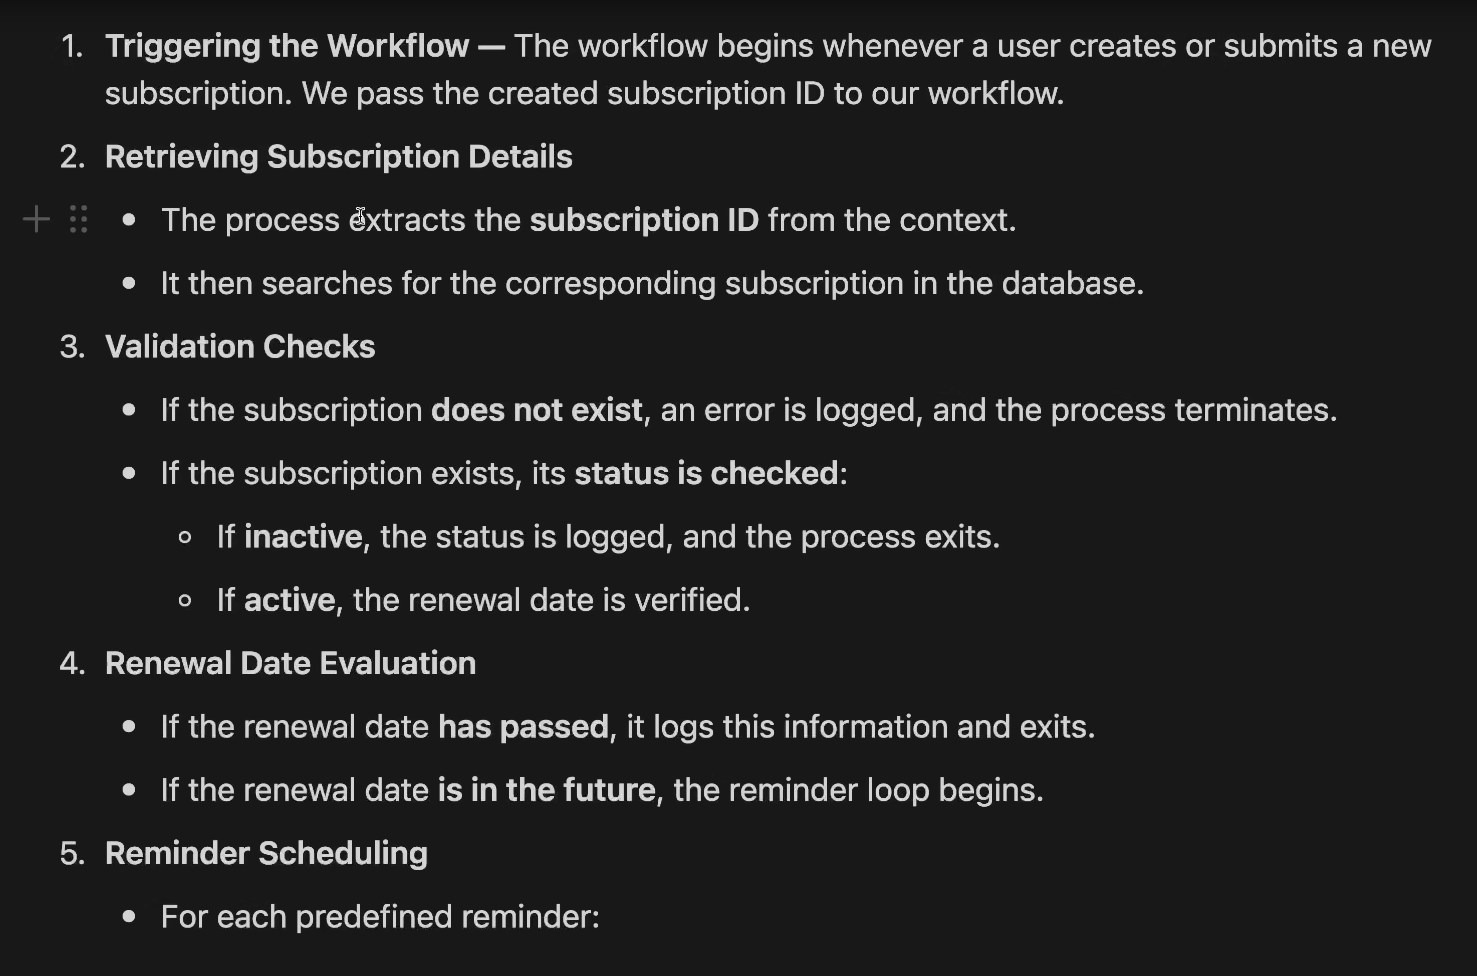 1. Triggering the Workflow — The workflow begins whenever a user creates or submits a new
subscription. We pass the created subscription ID to our workflow.
2. Retrieving Subscription Details
• The process extracts the subscription ID from the context.
• It then searches for the corresponding subscription in the database.
3. Validation Checks
• If the subscription does not exist, an error is logged, and the process terminates.
• If the subscription exists, its status is checked:
◦ If inactive, the status is logged, and the process exits.
◦ If active, the renewal date is verified.
4. Renewal Date Evaluation
• If the renewal date has passed, it logs this information and exits.
• If the renewal date is in the future, the reminder loop begins.
5. Reminder Scheduling
• For each predefined reminder: